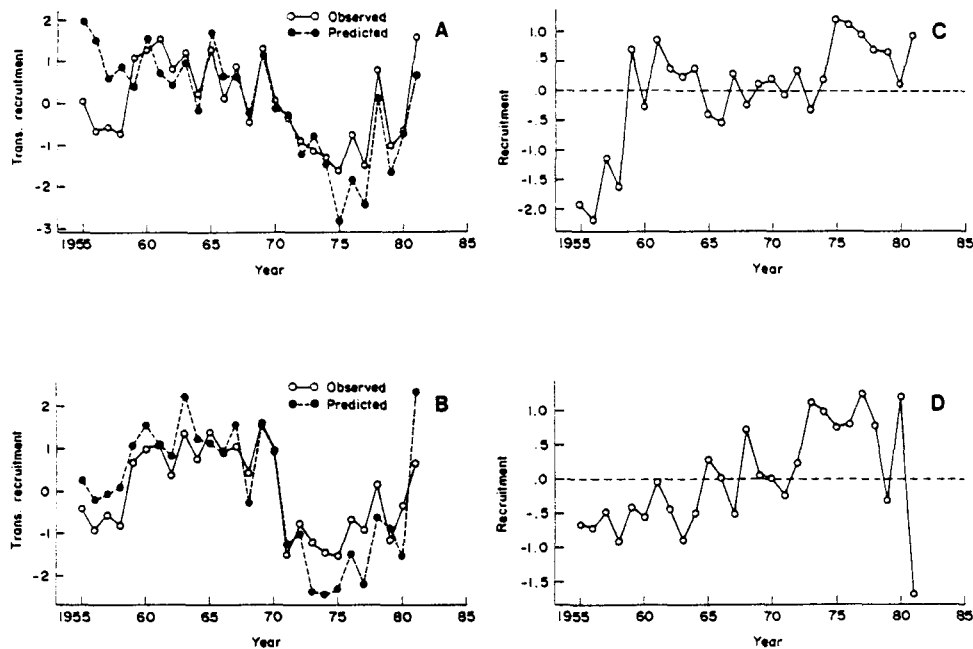 A
Observed
Predicted
Trans. recruitment
2
1
0
-1
-2
-3
1955 60 65 70 75 80 85
Year
C
Recruitment
1.0
.5
0
-.5
-1.0
-1.5
-2.0
1955 60 65 70 75 80 85
Year
B
Observed
Predicted
Trans. recruitment
2
1
0
-1
-2
1955 60 65 70 75 80 85
Year
D
Recruitment
1.0
.5
0
-.5
-1.0
-1.5
1955 60 65 70 75 80 85
Year